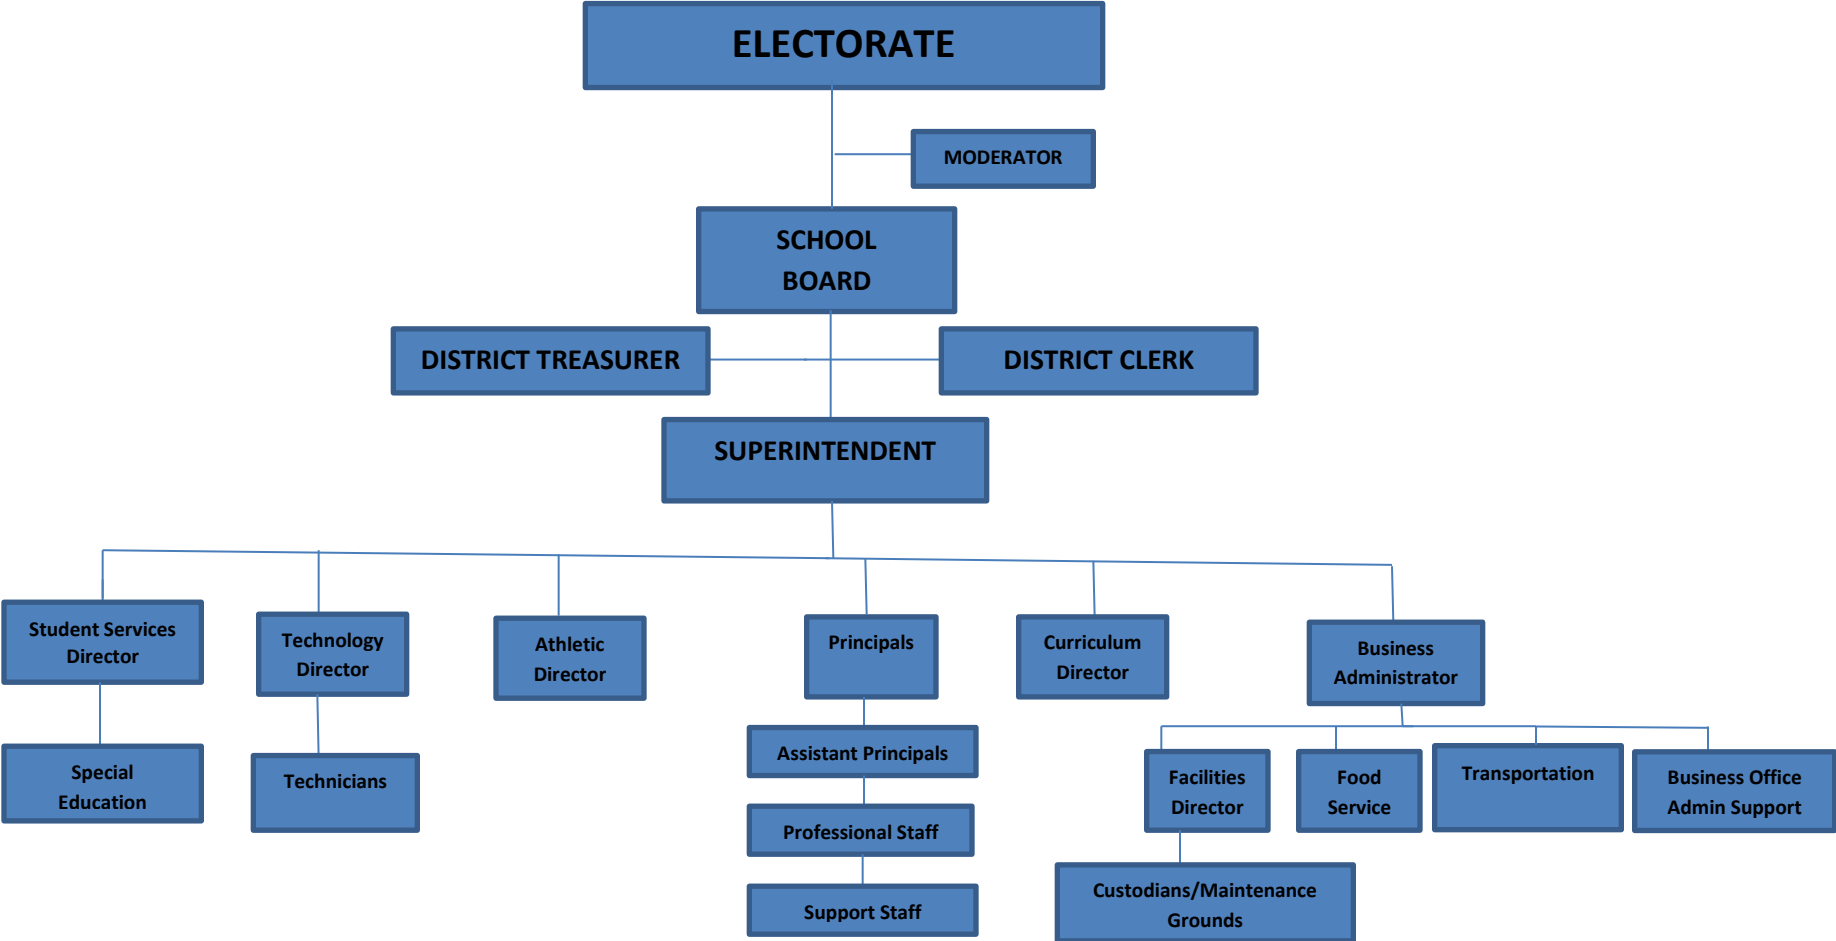 ELECTORATE
MODERATOR
SCHOOL
BOARD
DISTRICT TREASURER
DISTRICT CLERK
SUPERINTENDENT
Student Services
Director
Technology
Director
Athletic
Director
Principals
Curriculum
Director
Business
Administrator
Special
Education
Technicians
Assistant Principals
Professional Staff
Support Staff
Facilities
Director
Food
Service
Transportation
Business Office
Admin Support
Custodians/Maintenance
Grounds